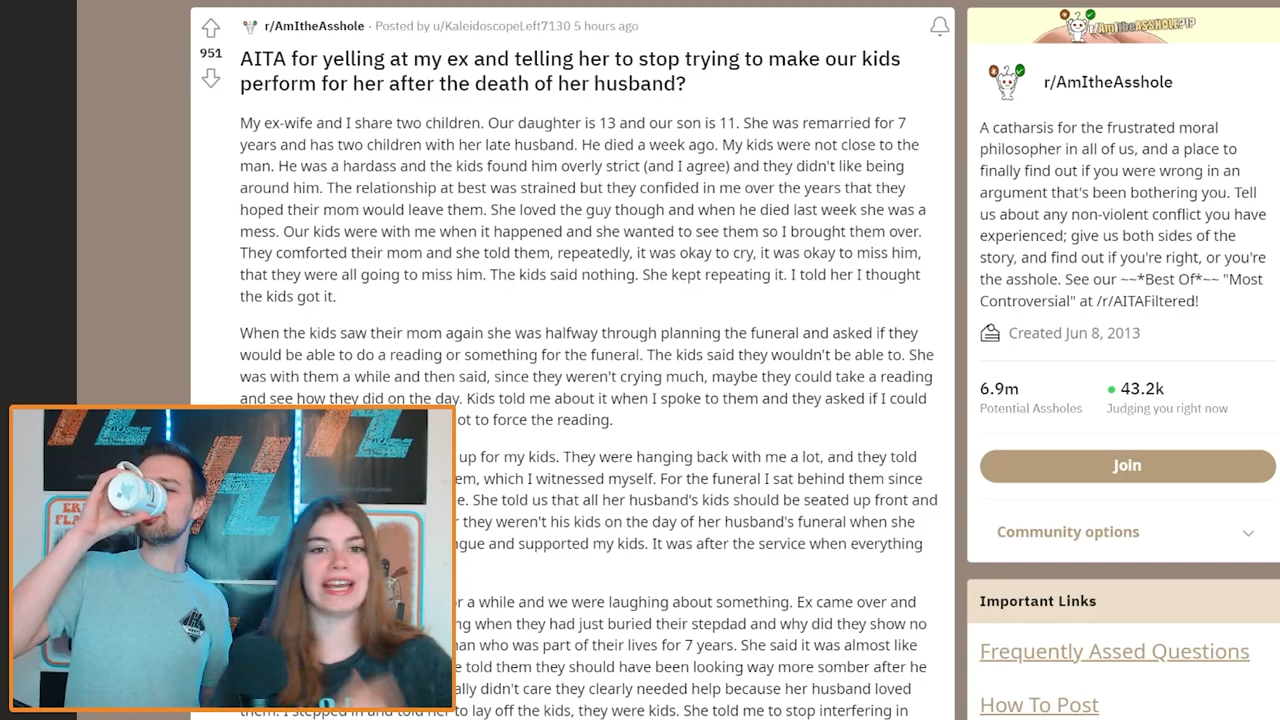 r/AmItheAsshole · Posted by u/KaleidoscopeLeft7130 5 hours ago
951
AITA for yelling at my ex and telling her to stop trying to make our kids
perform for her after the death of her husband?
My ex-wife and I share two children. Our daughter is 13 and our son is 11. She was remarried for 7
years and has two children with her late husband. He died a week ago. My kids were not close to the
man. He was a hardass and the kids found him overly strict (and I agree) and they didn't like being
around him. The relationship at best was strained but they confided in me over the years that they
hoped their mom would leave them. She loved the guy though and when he died last week she was a
mess. Our kids were with me when it happened and she wanted to see them so I brought them over.
They comforted their mom and she told them, repeatedly, it was okay to cry, it was okay to miss him,
that they were all going to miss him. The kids said nothing. She kept repeating it. I told her I thought
the kids got it.
When the kids saw their mom again she was halfway through planning the funeral and asked if they
would be able to do a reading or something for the funeral. The kids said they wouldn't be able to. She
was with them a while and then said, since they weren't crying much, maybe they could take a reading
and see how they did on the day. Kids told me about it when I spoke to them and they asked if I could
ot to force the reading.
up for my kids. They were hanging back with me a lot, and they told
em, which I witnessed myself. For the funeral I sat behind them since
e. She told us that all her husband's kids should be seated up front and
r they weren't his kids on the day of her husband's funeral when she
ngue and supported my kids. It was after the service when everything
or a while and we were laughing about something. Ex came over and
ng when they had just buried their stepdad and why did they show no
man who was part of their lives for 7 years. She said it was almost like
e told them they should have been looking way more somber after he
ally didn't care they clearly needed help because her husband loved
them. I stepped in and told her to lay off the kids, they were kids. She told me to stop interfering in
r/AmItheASSHOLE?!?
r/AmItheAsshole
A catharsis for the frustrated moral
philosopher in all of us, and a place to
finally find out if you were wrong in an
argument that's been bothering you. Tell
us about any non-violent conflict you have
experienced; give us both sides of the
story, and find out if you're right, or you're
the asshole. See our ~~*Best Of*~~ "Most
Controversial" at /r/AITAFiltered!
Created Jun 8, 2013
6.9m
43.2k
Potential Assholes
Judging you right now
Join
Community options
Important Links
Frequently Assed Questions
How To Post